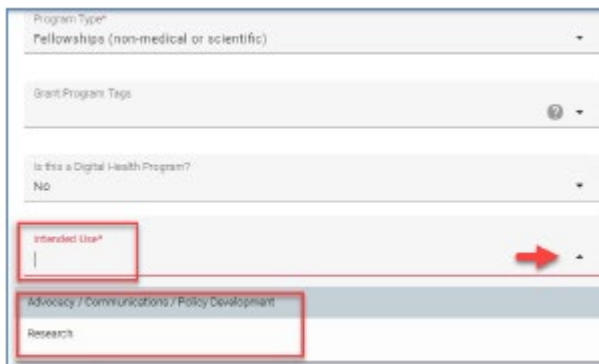 Program Type*
Fellowships (non-medical or scientific)
Grant Program Tags
?
Is this a Digital Health Program?
No
Intended Use*
Advocacy / Communications / Policy Development
Research